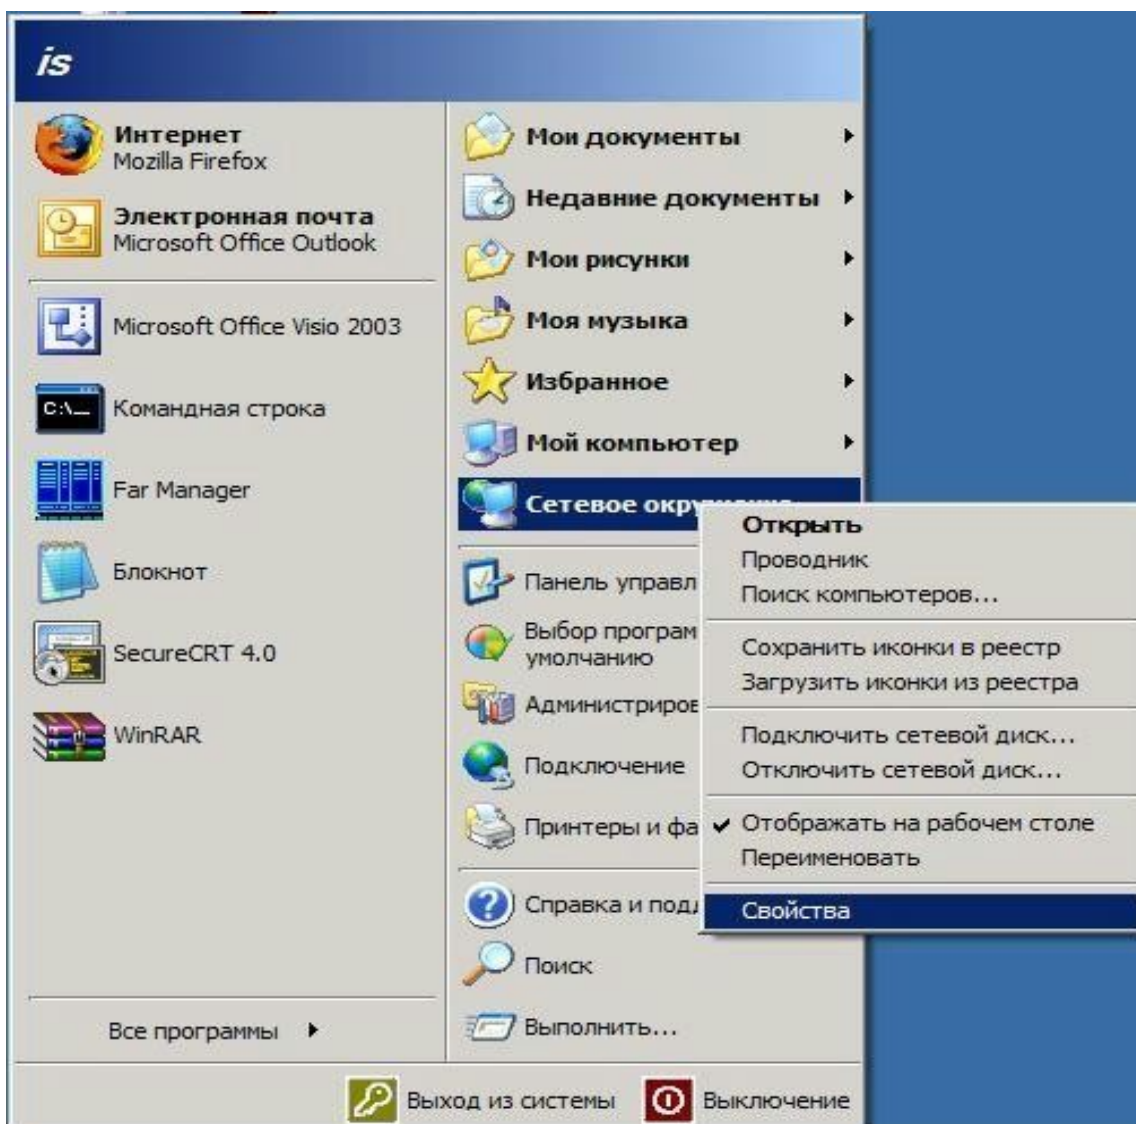 is
Интернет
Mozilla Firefox
Электронная почта
Microsoft Office Outlook
Microsoft Office Visio 2003
Командная строка
C:\_
Far Manager
Блокнот
SecureCRT 4.0
WinRAR
Все программы
Мои документы
Недавние документы
Мои рисунки
Моя музыка
Избранное
Мой компьютер
Сетевое
Панель управл
Выбор програм
умолчанию
Администриров
Подключение
Принтеры и фа
Справка и под
Поиск
Выполнить...
Открыть
Проводник
Поиск компьютеров...
Сохранить иконки в реестр
Загрузить иконки из реестра
Подключить сетевой диск...
Отключить сетевой диск...
Отображать на рабочем столе
Переименовать
Свойства
Выход из системы
Выключение